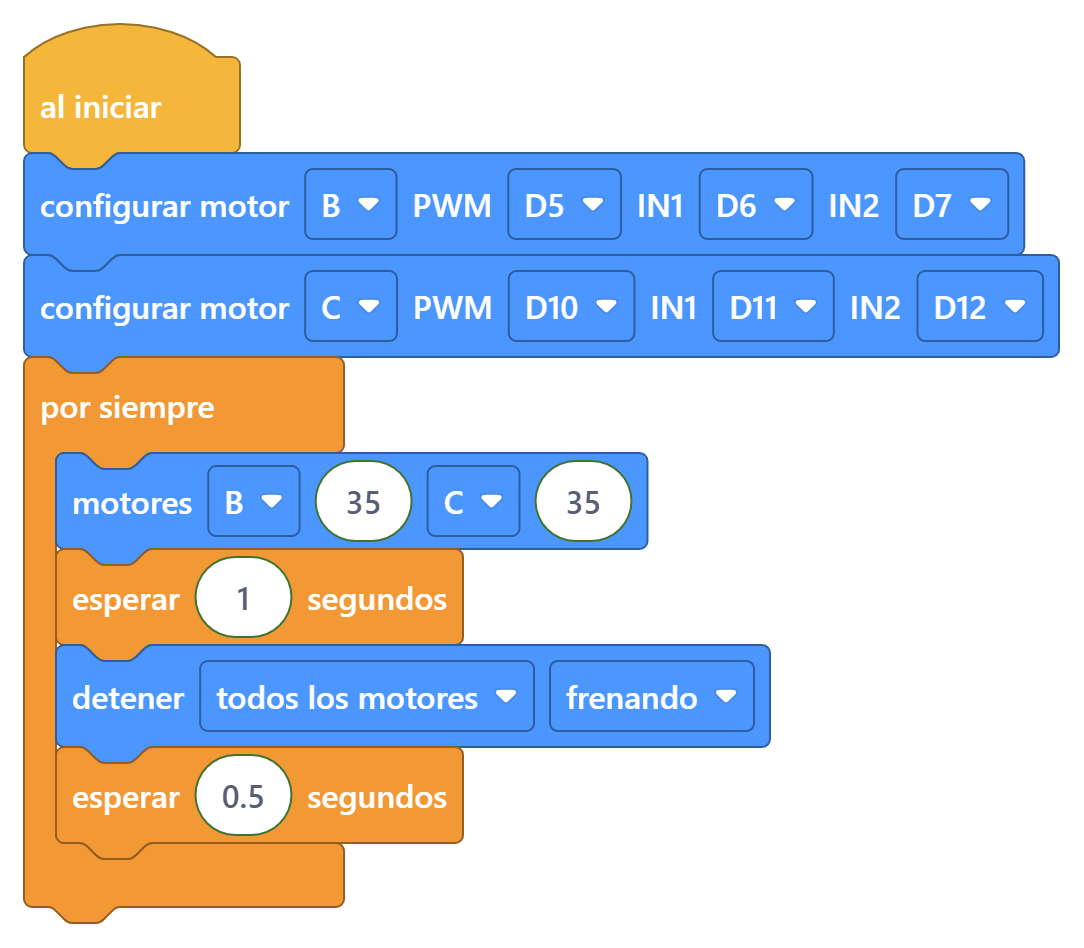 al iniciar
configurar motor B PWM D5 IN1 D6 IN2 D7
configurar motor C PWM D10 IN1 D11 IN2 D12
por siempre
motores B 35 C 35
esperar 1 segundos
detener todos los motores frenando
esperar 0.5 segundos